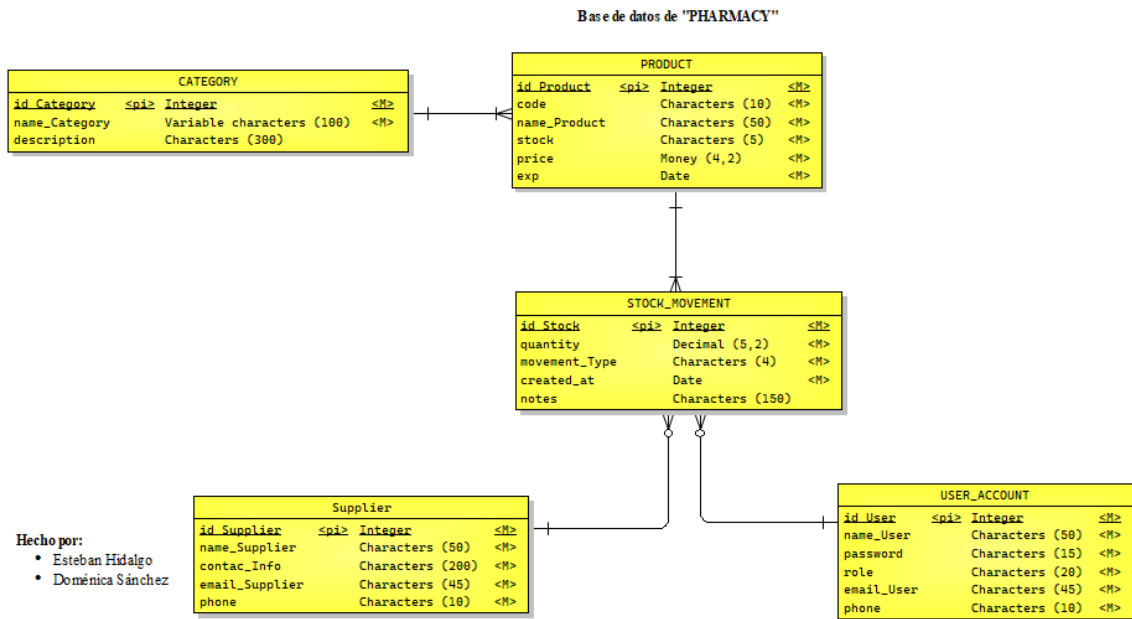 Base de datos de "PHARMACY"
CATEGORY
id_Category <pi> Integer <M>
name_Category Variable characters (100) <M>
description Characters (300)
PRODUCT
id_Product <pi> Integer <M>
code Characters (10) <M>
name_Product Characters (50) <M>
stock Characters (5) <M>
price Money (4,2) <M>
exp Date <M>
STOCK_MOVEMENT
id_Stock <pi> Integer <M>
quantity Decimal (5,2) <M>
movement_Type Characters (4) <M>
created_at Date <M>
notes Characters (150)
Supplier
id_Supplier <pi> Integer <M>
name_Supplier Characters (50) <M>
contac_Info Characters (200) <M>
email_Supplier Characters (45) <M>
phone Characters (10) <M>
USER_ACCOUNT
id_User <pi> Integer <M>
name_User Characters (50) <M>
password Characters (15) <M>
role Characters (20) <M>
email_User Characters (45) <M>
phone Characters (10) <M>
Hecho por:
• Esteban Hidalgo
• Doménica Sánchez